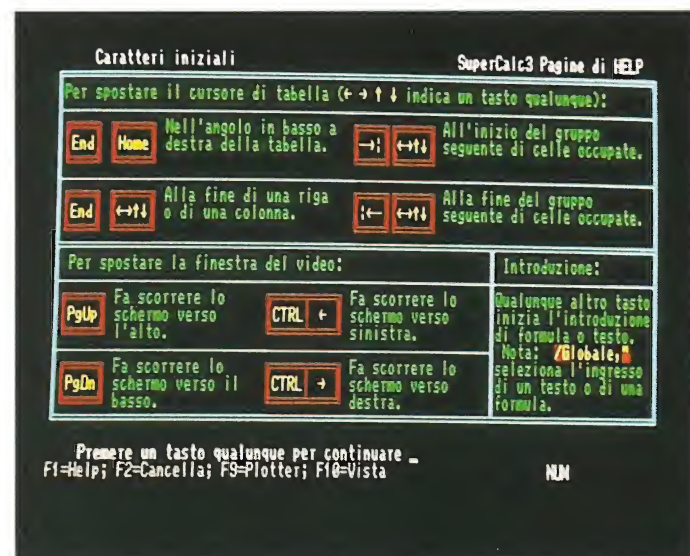 Caratteri iniziali SuperCalc3 Pagine di HELP
Per spostare il cursore di tabella (← → ↑ ↓ indica un tasto qualunque):
End Home Nell'angolo in basso a
destra della tabella.
→¦ ↔↑↓ All'inizio del gruppo
seguente di celle occupate.
End ↔↑↓ Alla fine di una riga
o di una colonna.
¦← ↔↑↓ Alla fine del gruppo
seguente di celle occupate.
Per spostare la finestra del video:
PgUp Fa scorrere lo
schermo verso
l'alto.
CTRL ← Fa scorrere lo
schermo verso
sinistra.
PgDn Fa scorrere lo
schermo verso il
basso.
CTRL → Fa scorrere lo
schermo verso
destra.
Introduzione:
Qualunque altro tasto
inizia l'introduzione
di formula o testo.
Nota: /Globale,
seleziona l'ingresso
di un testo o di una
formula.
Premere un tasto qualunque per continuare _
F1=Help; F2=Cancella; F9=Plotter; F10=Vista NUM